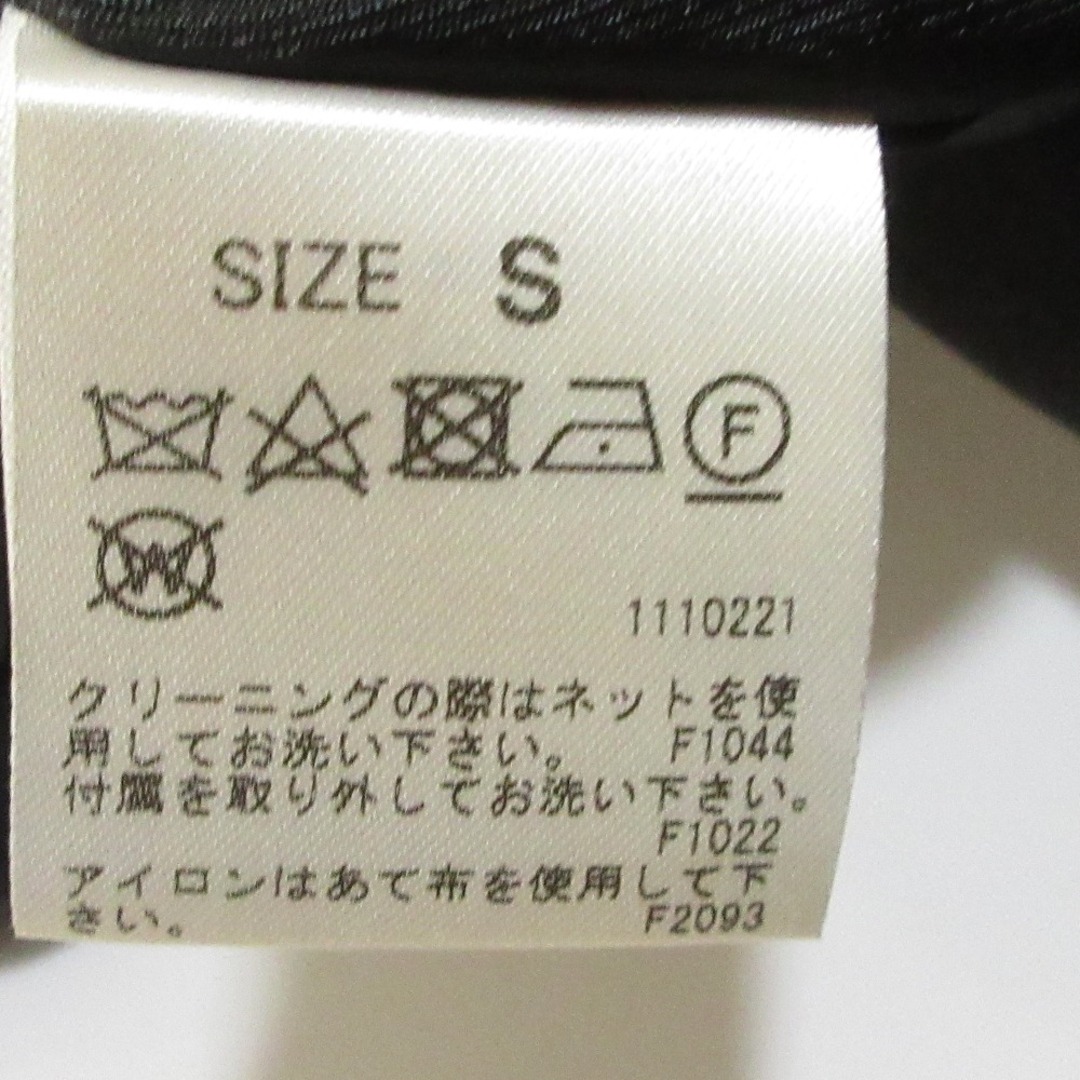 SIZE S
F
W
1110221
クリーニングの際はネットを使
用してお洗い下さい。 F1044
付属を取り外してお洗い下さい。
F1022
アイロンはあて布を使用して下
さい。 F2093